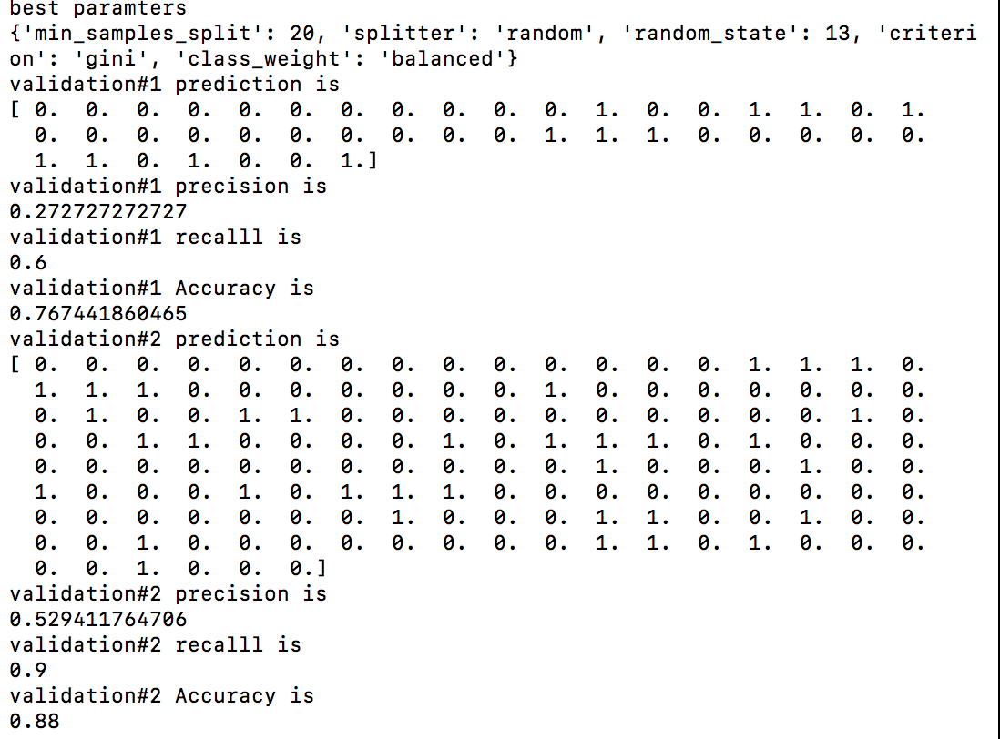 best paramters
{'min_samples_split': 20, 'splitter': 'random', 'random_state': 13, 'criteri
on': 'gini', 'class_weight': 'balanced'}
validation#1 prediction is
[ 0. 0. 0. 0. 0. 0. 0. 0. 0. 0. 0. 1. 0. 0. 1. 1. 0. 1.
0. 0. 0. 0. 0. 0. 0. 0. 0. 0. 1. 1. 1. 0. 0. 0. 0. 0.
1. 1. 0. 1. 0. 0. 1.]
validation#1 precision is
0.272727272727
validation#1 recalll is
0.6
validation#1 Accuracy is
0.767441860465
validation#2 prediction is
[ 0. 0. 0. 0. 0. 0. 0. 0. 0. 0. 0. 0. 0. 0. 1. 1. 1. 0.
1. 1. 1. 0. 0. 0. 0. 0. 0. 0. 1. 0. 0. 0. 0. 0. 0. 0.
0. 1. 0. 0. 1. 1. 0. 0. 0. 0. 0. 0. 0. 0. 0. 0. 1. 0.
0. 0. 1. 1. 0. 0. 0. 0. 1. 0. 1. 1. 1. 0. 1. 0. 0. 0.
0. 0. 0. 0. 0. 0. 0. 0. 0. 0. 0. 1. 0. 0. 0. 1. 0. 0.
1. 0. 0. 0. 1. 0. 1. 1. 1. 0. 0. 0. 0. 0. 0. 0. 0. 0.
0. 0. 0. 0. 0. 0. 0. 1. 0. 0. 0. 1. 1. 0. 0. 1. 0. 0.
0. 0. 1. 0. 0. 0. 0. 0. 0. 0. 0. 1. 1. 0. 1. 0. 0. 0.
0. 0. 1. 0. 0. 0.]
validation#2 precision is
0.529411764706
validation#2 recalll is
0.9
validation#2 Accuracy is
0.88